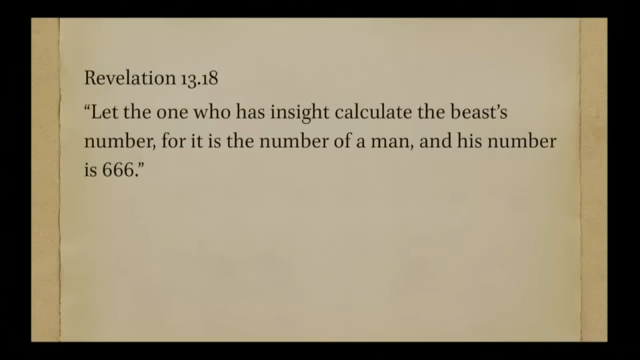 Revelation 13.18
“Let the one who has insight calculate the beast’s
number, for it is the number of a man, and his number
is 666.”